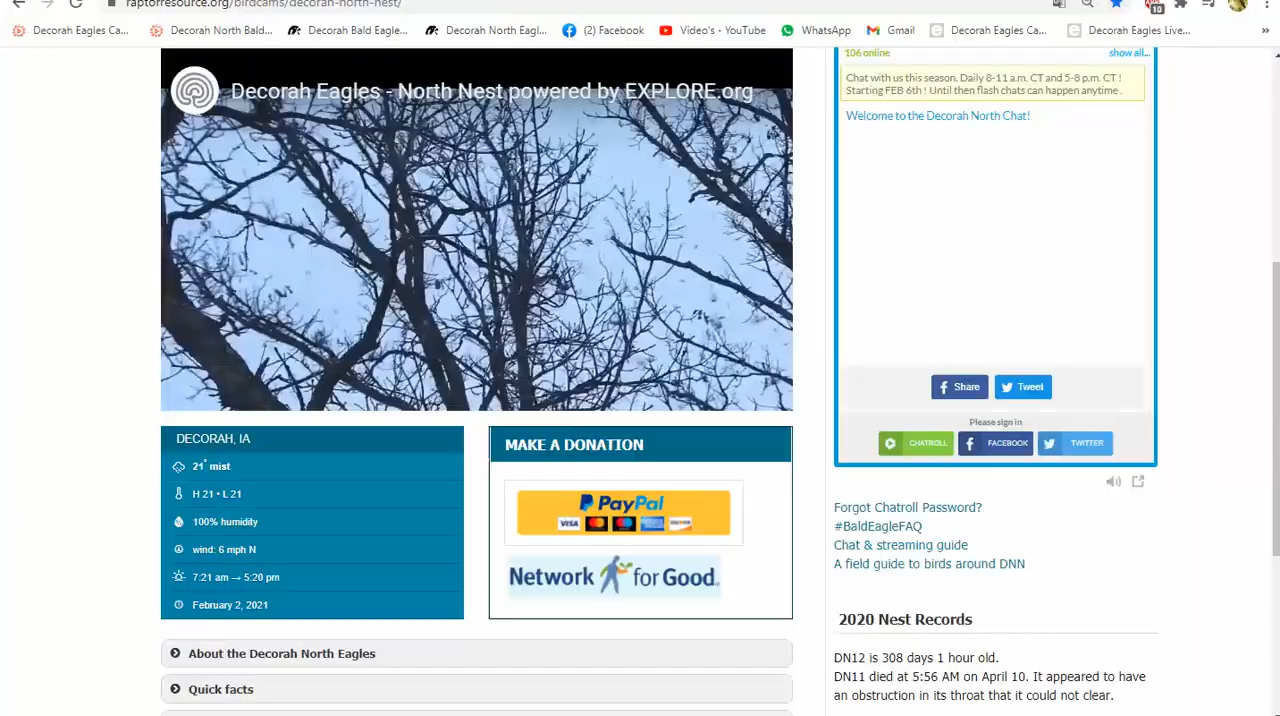 raptorresource.org/birdcams/decorah-north-nest/
10
Decorah Eagles Ca...
Decorah North Bald...
Decorah Bald Eagle...
Decorah North Eagl...
(2) Facebook
Video's - YouTube
WhatsApp
Gmail
Decorah Eagles Ca...
Decorah Eagles Live...
»
Decorah Eagles - North Nest powered by EXPLORE.org
106 online
show all...
Chat with us this season. Daily 8-11 a.m. CT and 5-8 p.m. CT !
Starting FEB 6th ! Until then flash chats can happen anytime .
Welcome to the Decorah North Chat!
Share
Tweet
Please sign in
CHATROLL
FACEBOOK
TWITTER
DECORAH, IA
21° mist
H 21 • L 21
100% humidity
wind: 6 mph N
7:21 am → 5:20 pm
February 2, 2021
MAKE A DONATION
PayPal
VISA
DISCOVER
Network for Good
Forgot Chatroll Password?
#BaldEagleFAQ
Chat & streaming guide
A field guide to birds around DNN
2020 Nest Records
DN12 is 308 days 1 hour old.
DN11 died at 5:56 AM on April 10. It appeared to have
an obstruction in its throat that it could not clear.
About the Decorah North Eagles
Quick facts